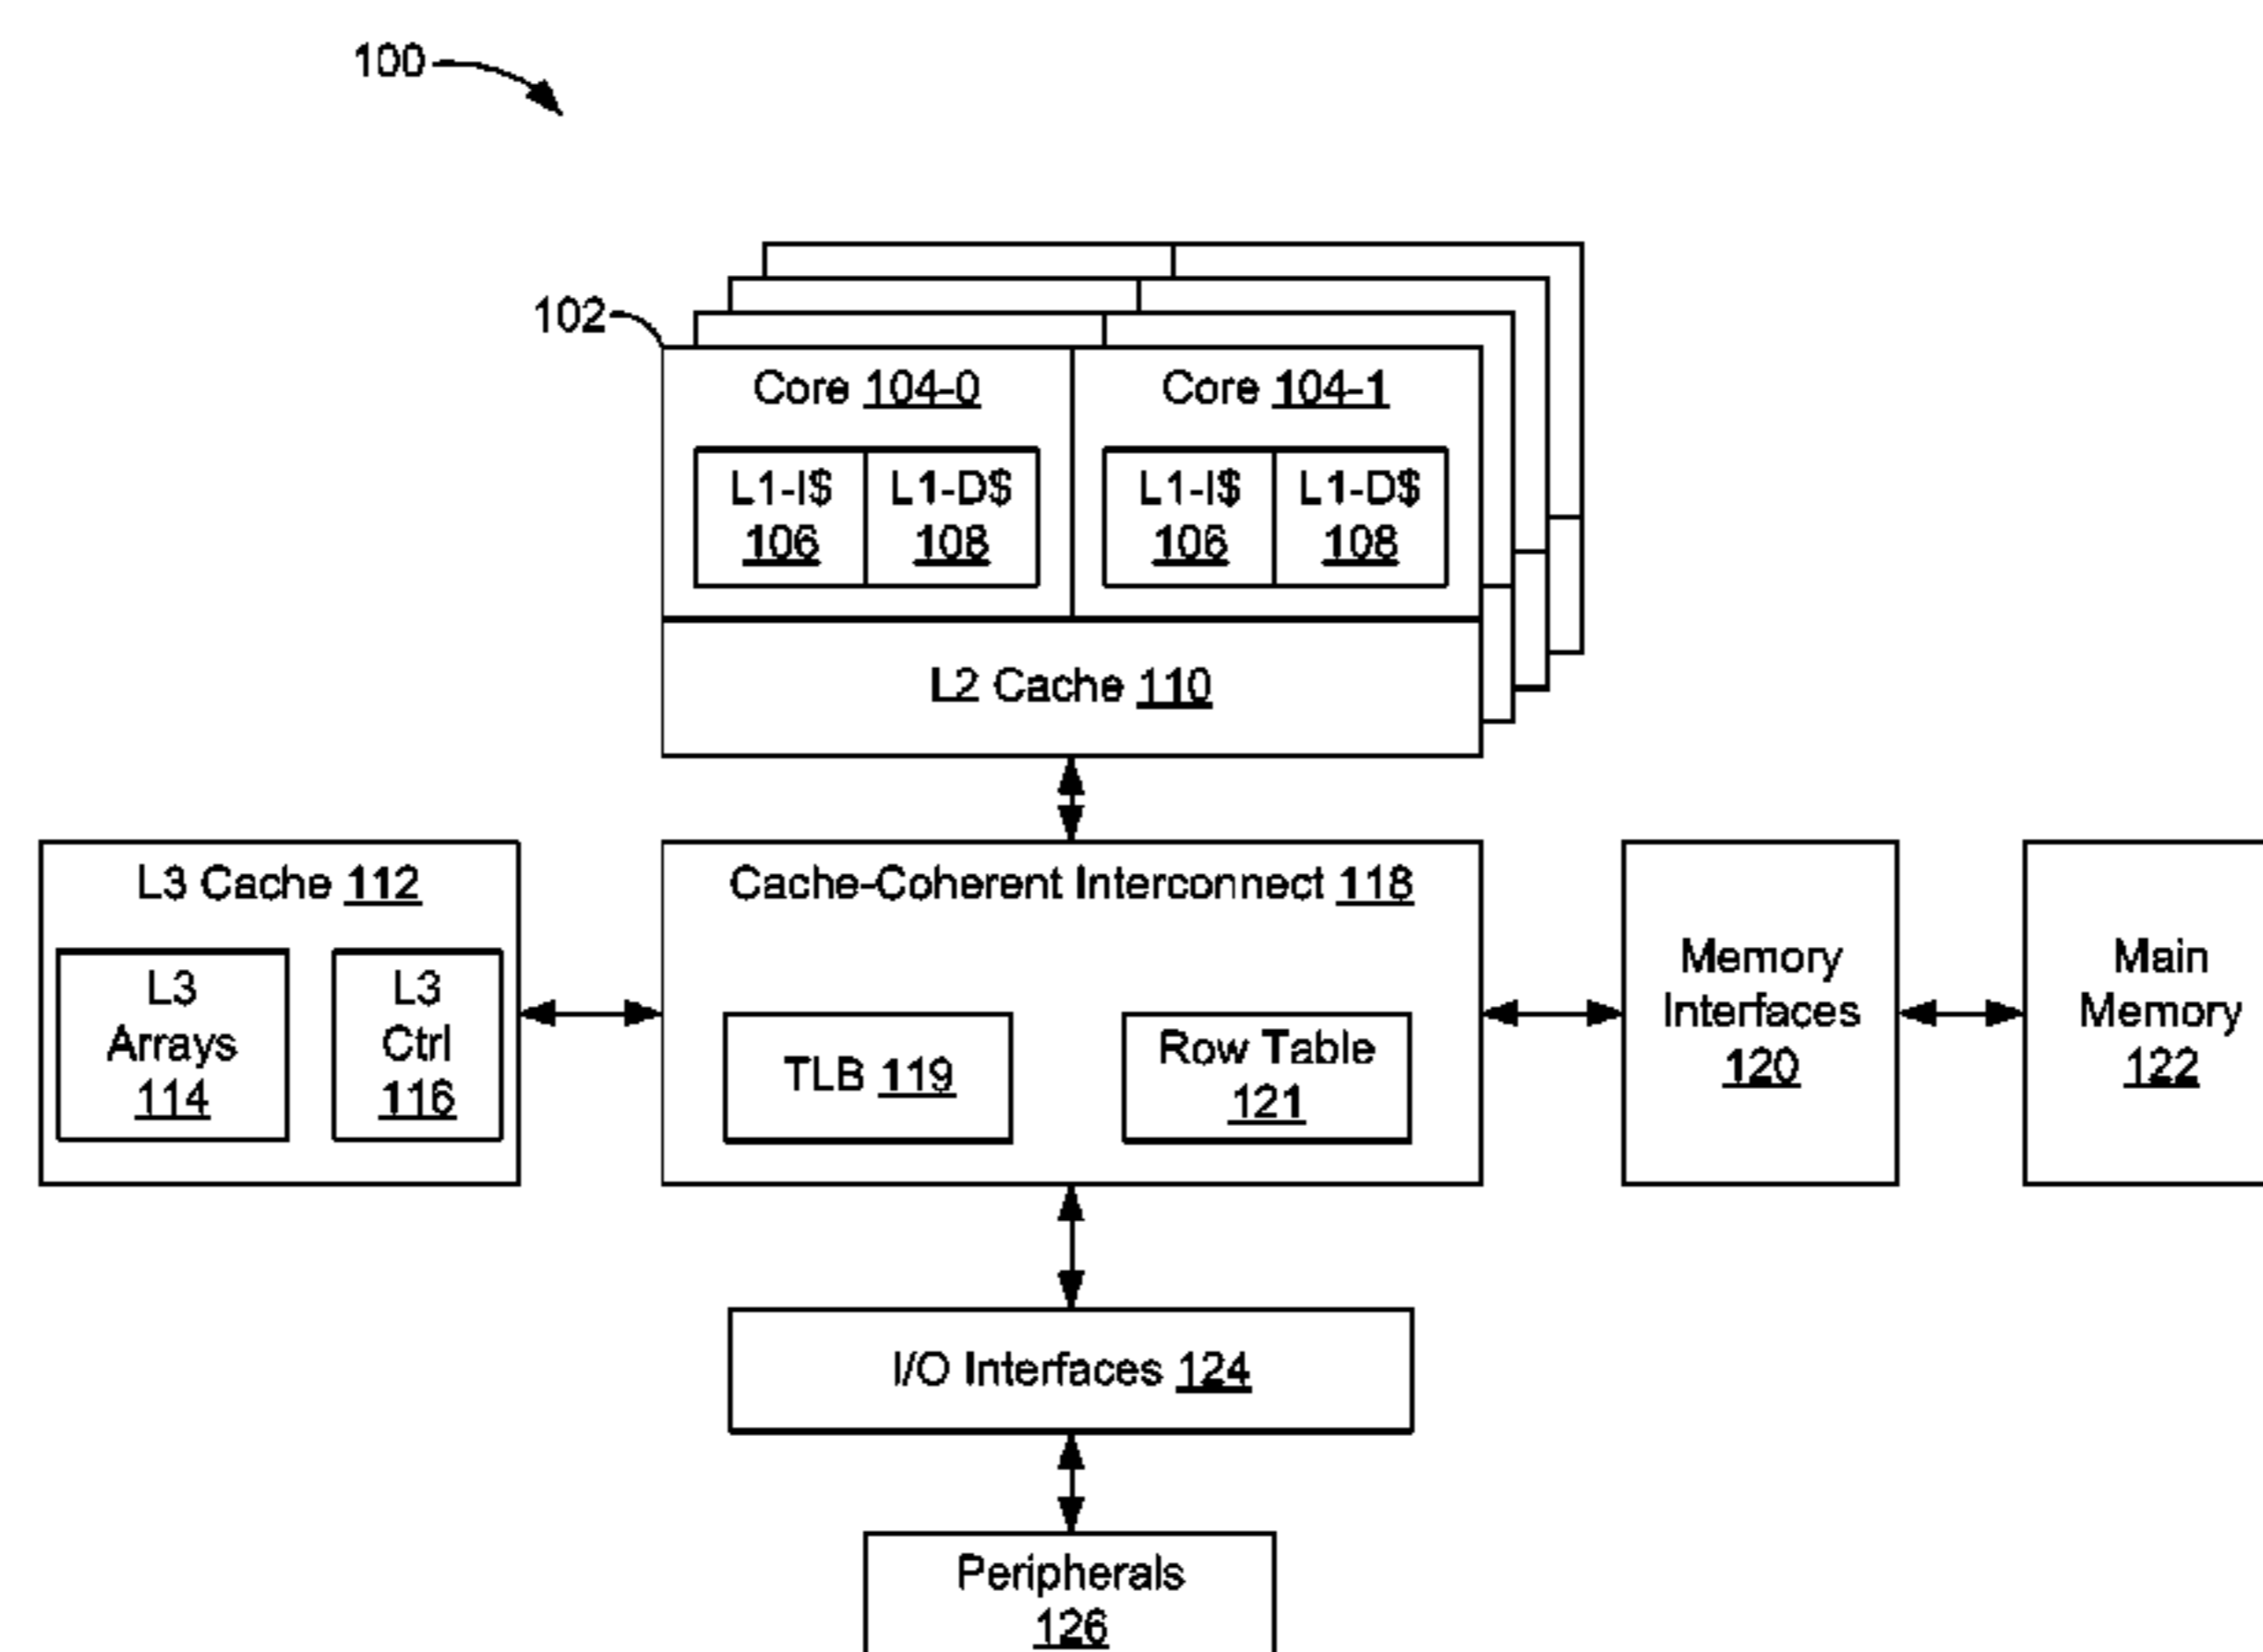 100
102
Core 104-0
Core 104-1
L1-I$
106
L1-D$
108
L1-I$
106
L1-D$
108
L2 Cache 110
L3 Cache 112
L3
Arrays
114
L3
Ctrl
116
Cache-Coherent Interconnect 118
TLB 119
Row Table
121
Memory
Interfaces
120
Main
Memory
122
I/O Interfaces 124
Peripherals
126